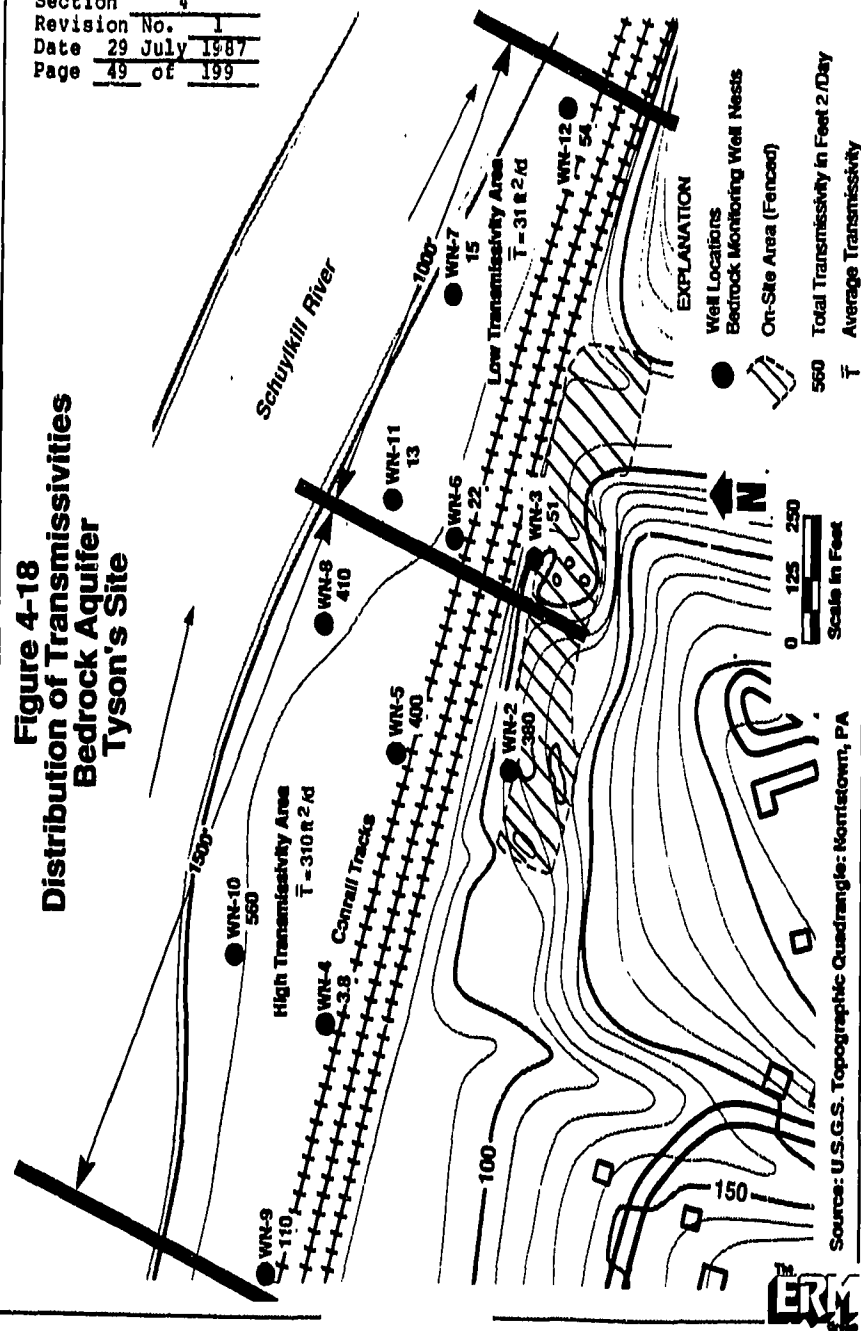 Section 4
Revision No. 1
Date 29 July 1987
Page 49 of 199
Figure 4-18
Distribution of Transmissivities
Bedrock Aquifer
Tyson's Site
Schuylkill River
1500'
1000'
High Transmissivity Area
T̅ = 310 ft²/d
Low Transmissivity Area
T̅ = 31 ft²/d
Conrail Tracks
WN-9
110
WN-4
3.8
WN-10
560
WN-5
400
WN-8
410
WN-2
380
WN-11
13
WN-6
22
WN-3
51
WN-7
15
WN-12
54
100
150
EXPLANATION
Well Locations
Bedrock Monitoring Well Nests
On-Site Area (Fenced)
560 Total Transmissivity in Feet 2/Day
T̅ Average Transmissivity
N
0 125 250
Scale in Feet
Source: U.S.G.S. Topographic Quadrangle: Norristown, PA
The
ERM